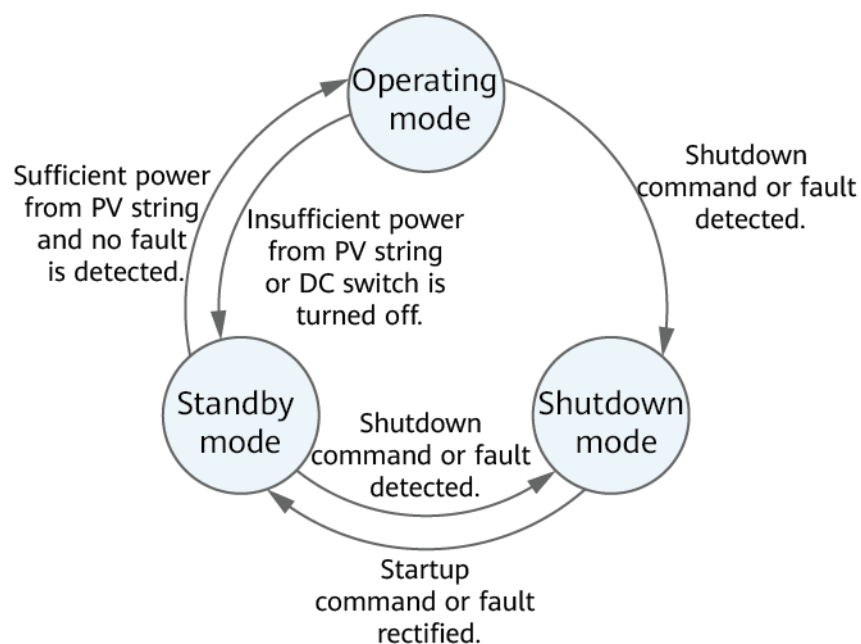 Operating
mode
Shutdown
command or fault
detected.
Sufficient power
from PV string
and no fault
is detected.
Insufficient power
from PV string
or DC switch is
turned off.
Standby
mode
Shutdown
command or fault
detected.
Shutdown
mode
Startup
command or fault
rectified.